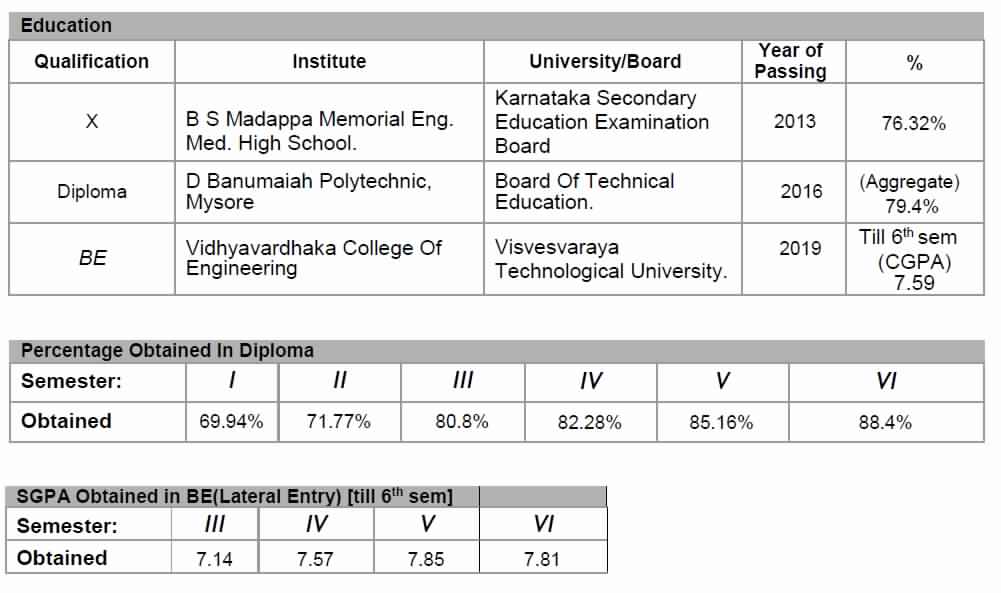 Education
Qualification Institute University/Board Year of Passing %
X B S Madappa Memorial Eng. Med. High School. Karnataka Secondary Education Examination Board 2013 76.32%
Diploma D Banumaiah Polytechnic, Mysore Board Of Technical Education. 2016 (Aggregate) 79.4%
BE Vidhyavardhaka College Of Engineering Visvesvaraya Technological University. 2019 Till 6th sem (CGPA) 7.59
Percentage Obtained In Diploma
Semester: I II III IV V VI
Obtained 69.94% 71.77% 80.8% 82.28% 85.16% 88.4%
SGPA Obtained in BE(Lateral Entry) [till 6th sem]
Semester: III IV V VI
Obtained 7.14 7.57 7.85 7.81